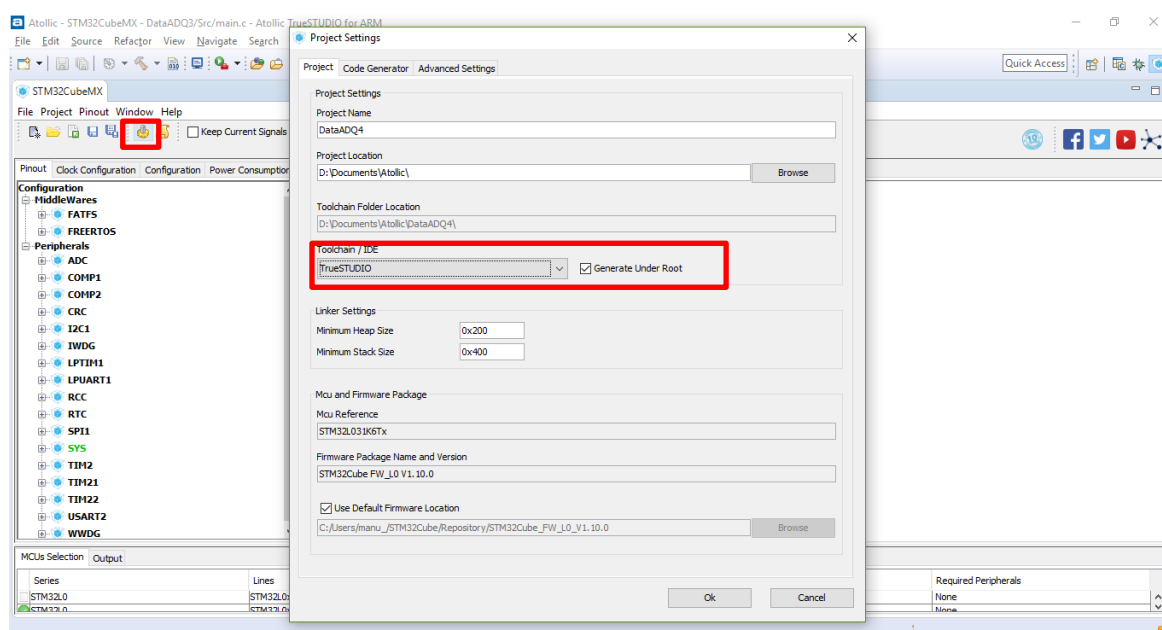 Atollic - STM32CubeMX - DataADQ3/Src/main.c - Atollic TrueSTUDIO for ARM
File Edit Source Refactor View Navigate Search
Quick Access
STM32CubeMX
File Project Pinout Window Help
Keep Current Signals
Pinout Clock Configuration Configuration Power Consumption
Configuration
MiddleWares
FATFS
FREERTOS
Peripherals
ADC
COMP1
COMP2
CRC
I2C1
IWDG
LPTIM1
LPUART1
RCC
RTC
SPI1
SYS
TIM2
TIM21
TIM22
USART2
WWDG
MCUs Selection Output
Series Lines Required Peripherals
STM32L0 STM32L0 None
STM32L0 STM32L0 None
Project Settings
Project Code Generator Advanced Settings
Project Settings
Project Name
DataADQ4
Project Location
D:\Documents\Atollic\ Browse
Toolchain Folder Location
D:\Documents\Atollic\DataADQ4\
Toolchain / IDE
TrueSTUDIO Generate Under Root
Linker Settings
Minimum Heap Size 0x200
Minimum Stack Size 0x400
Mcu and Firmware Package
Mcu Reference
STM32L031K6Tx
Firmware Package Name and Version
STM32Cube FW_L0 V1.10.0
Use Default Firmware Location
C:/Users/manu_/STM32Cube/Repository/STM32Cube_FW_L0_V1.10.0 Browse
Ok Cancel